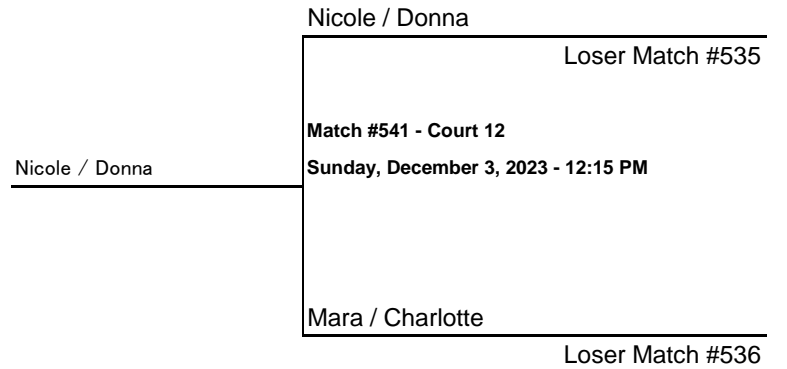 Nicole / Donna
Loser Match #535
Match #541 - Court 12
Nicole / Donna
Sunday, December 3, 2023 - 12:15 PM
Mara / Charlotte
Loser Match #536